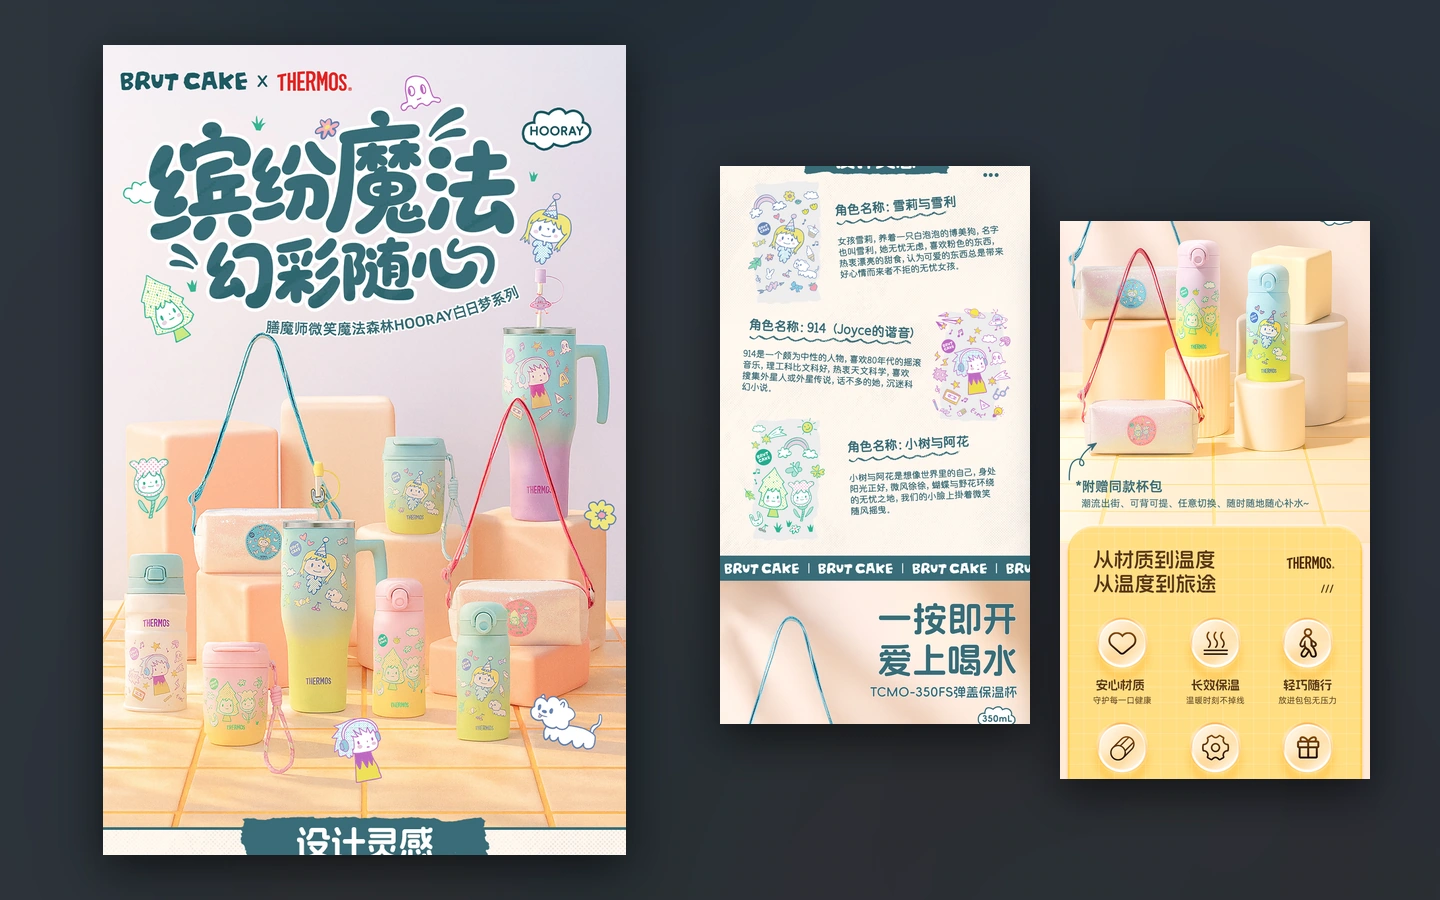 BRUT CAKE x THERMOS.
HOORAY
缤纷魔法
幻彩随心
膳魔师微笑魔法森林HOORAY白日梦系列
THERMOS
THERMOS
THERMOS
THERMOS
THERMOS
THERMOS
THERMOS
设计灵感
设计灵感
角色名称: 雪莉与雪利
女孩雪莉, 养着一只白泡泡的博美狗, 名字
也叫雪利, 她无忧无虑, 喜欢粉色的东西,
热衷漂亮的甜食, 认为可爱的东西总是带来
好心情而来者不拒的无忧女孩.
角色名称: 914（Joyce的谐音）
914是一个颇为中性的人物, 喜欢80年代的摇滚
音乐, 理工科比文科好, 热衷天文科学, 喜欢
搜集外星人或外星传说, 话不多的她, 沉迷科
幻小说.
BRUT CAKE
角色名称: 小树与阿花
小树与阿花是想像世界里的自己, 身处
阳光正好, 微风徐徐, 蝴蝶与野花环绕
的无忧之地, 我们的小脸上挂着微笑
随风摇曳.
BRUT CAKE | BRUT CAKE | BRUT CAKE | BRU
一按即开
爱上喝水
TCMO-350FS弹盖保温杯
350mL
THERMOS
THERMOS
*附赠同款杯包
潮流出街、可背可提、任意切换、随时随地随心补水~
从材质到温度
从温度到旅途
THERMOS.
///
安心材质
守护每一口健康
长效保温
温暖时刻不掉线
轻巧随行
放进包包无压力